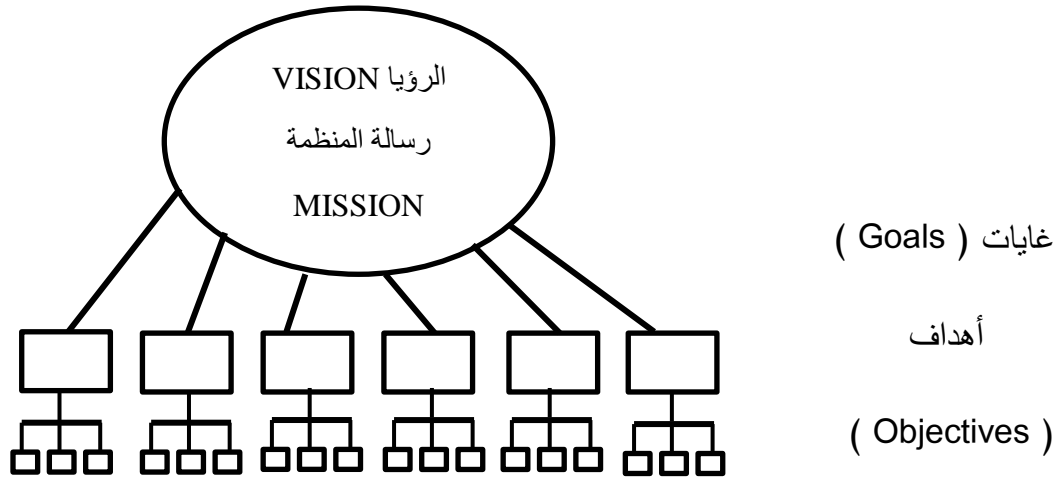 الرؤيا VISION
رسالة المنظمة
MISSION
غايات ( Goals )
أهداف
( Objectives )